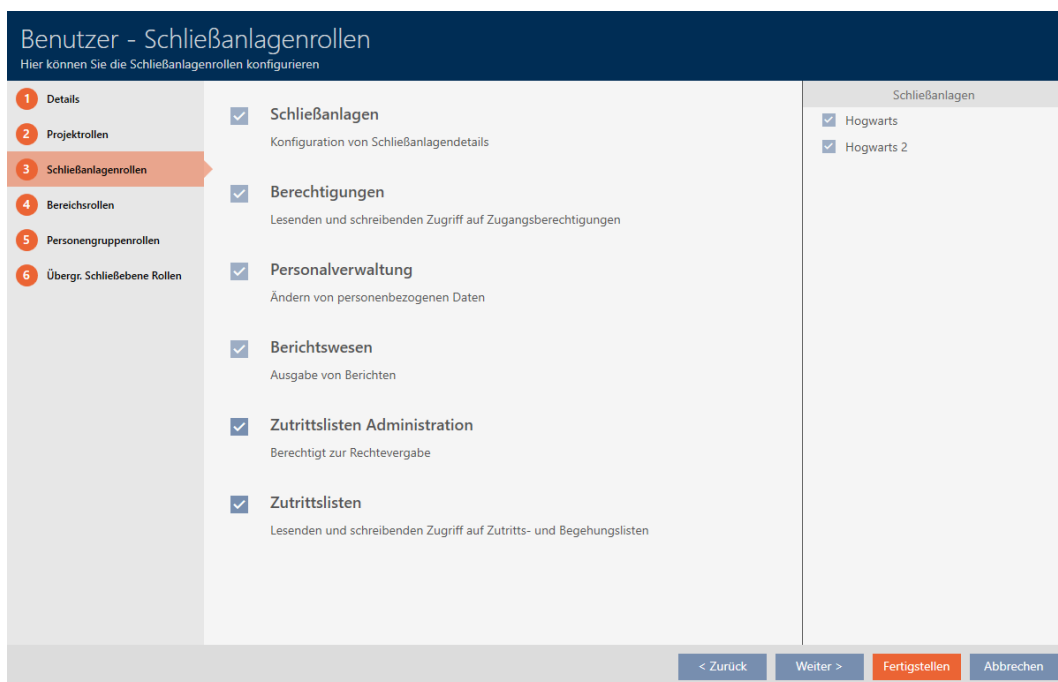 Benutzer - Schließanlagenrollen
Hier können Sie die Schließanlagenrollen konfigurieren
1 Details
2 Projektrollen
3 Schließanlagenrollen
4 Bereichsrollen
5 Personengruppenrollen
6 Übergr. Schließebene Rollen
Schließanlagen
Konfiguration von Schließanlagendetails
Berechtigungen
Lesenden und schreibenden Zugriff auf Zugangsberechtigungen
Personalverwaltung
Ändern von personenbezogenen Daten
Berichtswesen
Ausgabe von Berichten
Zutrittslisten Administration
Berechtigt zur Rechtevergabe
Zutrittslisten
Lesenden und schreibenden Zugriff auf Zutritts- und Begehungslisten
Schließanlagen
Hogwarts
Hogwarts 2
< Zurück
Weiter >
Fertigstellen
Abbrechen